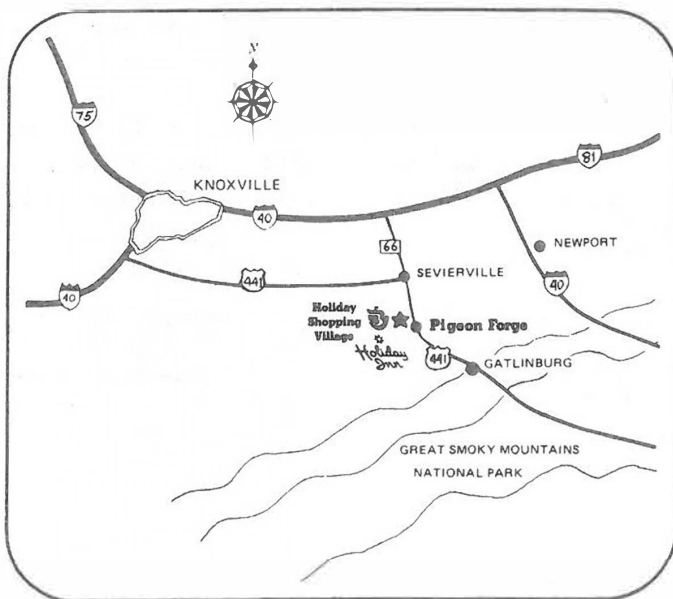 N
75
KNOXVILLE
81
40
66
NEWPORT
441
SEVIERVILLE
40
40
Holiday
Shopping
Village
Pigeon Forge
Holiday
Inn
441
GATLINBURG
GREAT SMOKY MOUNTAINS
NATIONAL PARK